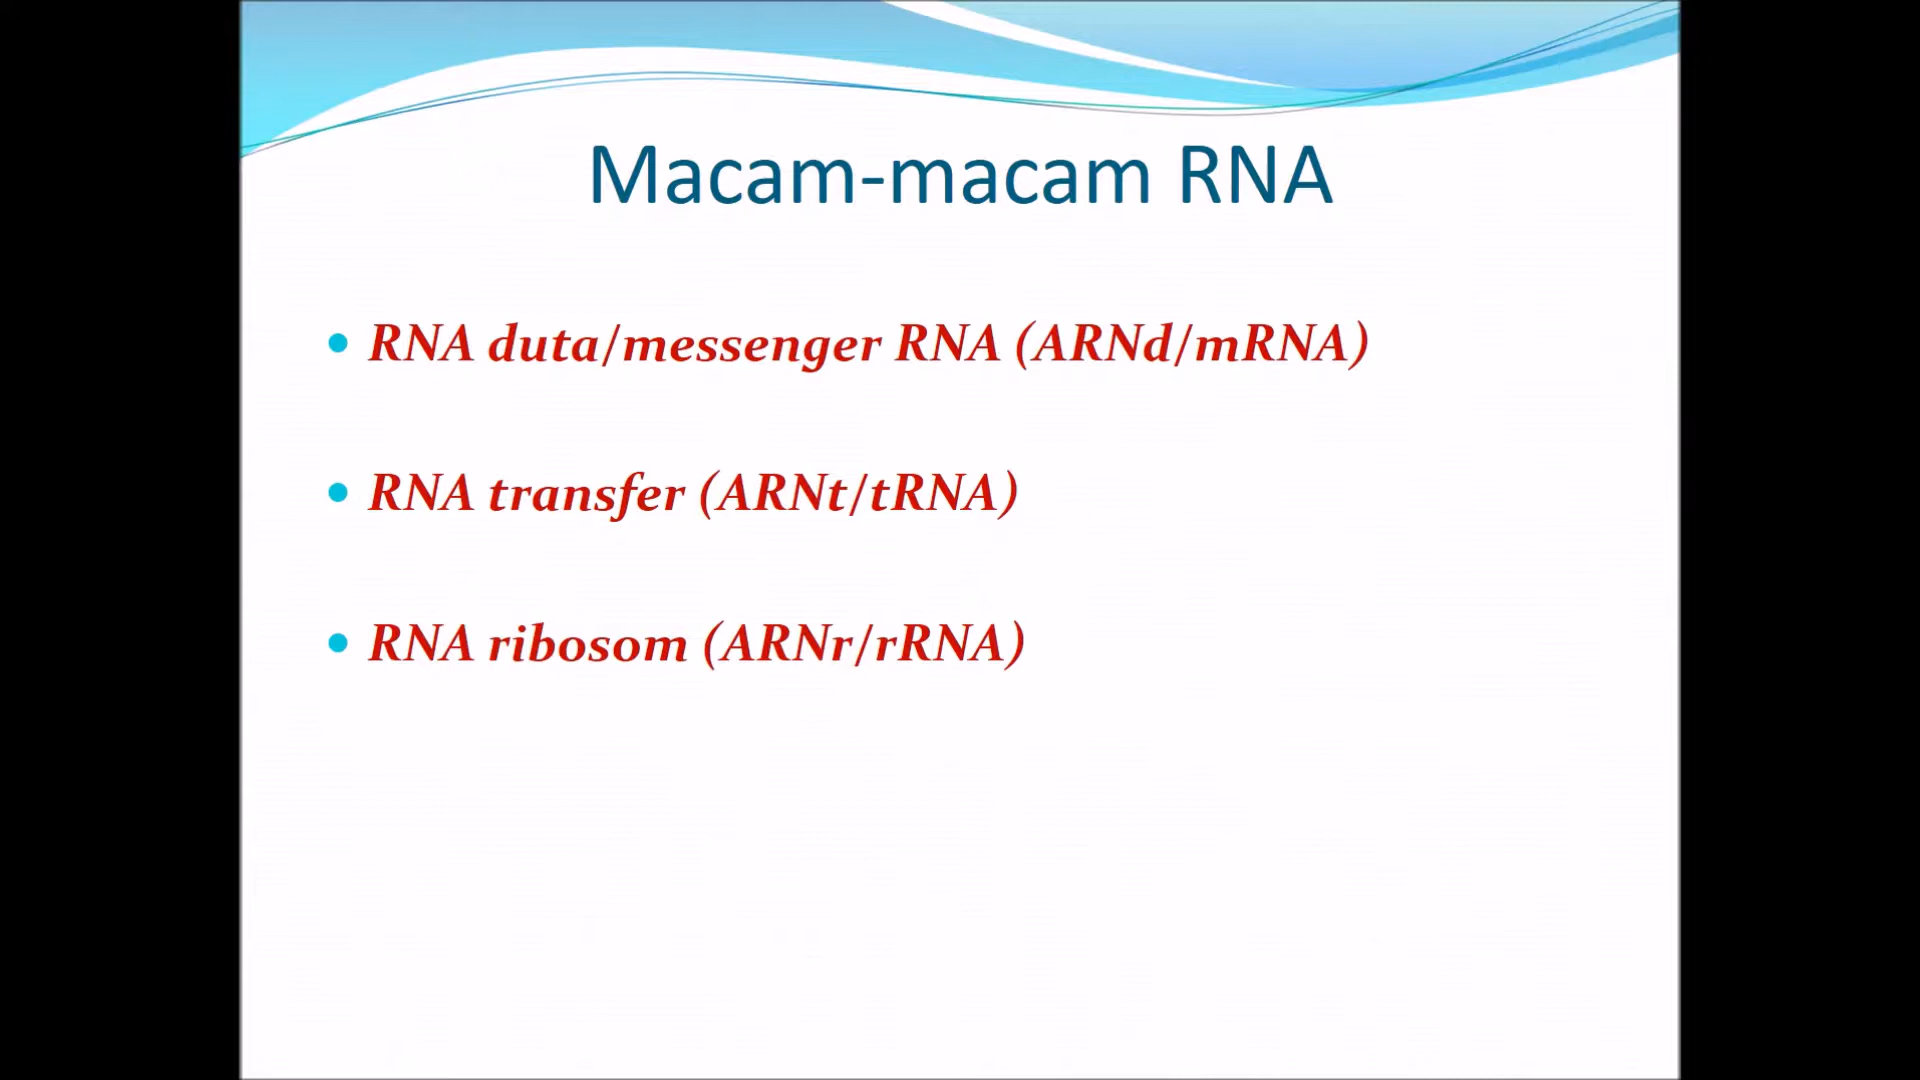 Macam-macam RNA
RNA duta/messenger RNA (ARNd/mRNA)
RNA transfer (ARNt/tRNA)
RNA ribosom (ARNr/rRNA)